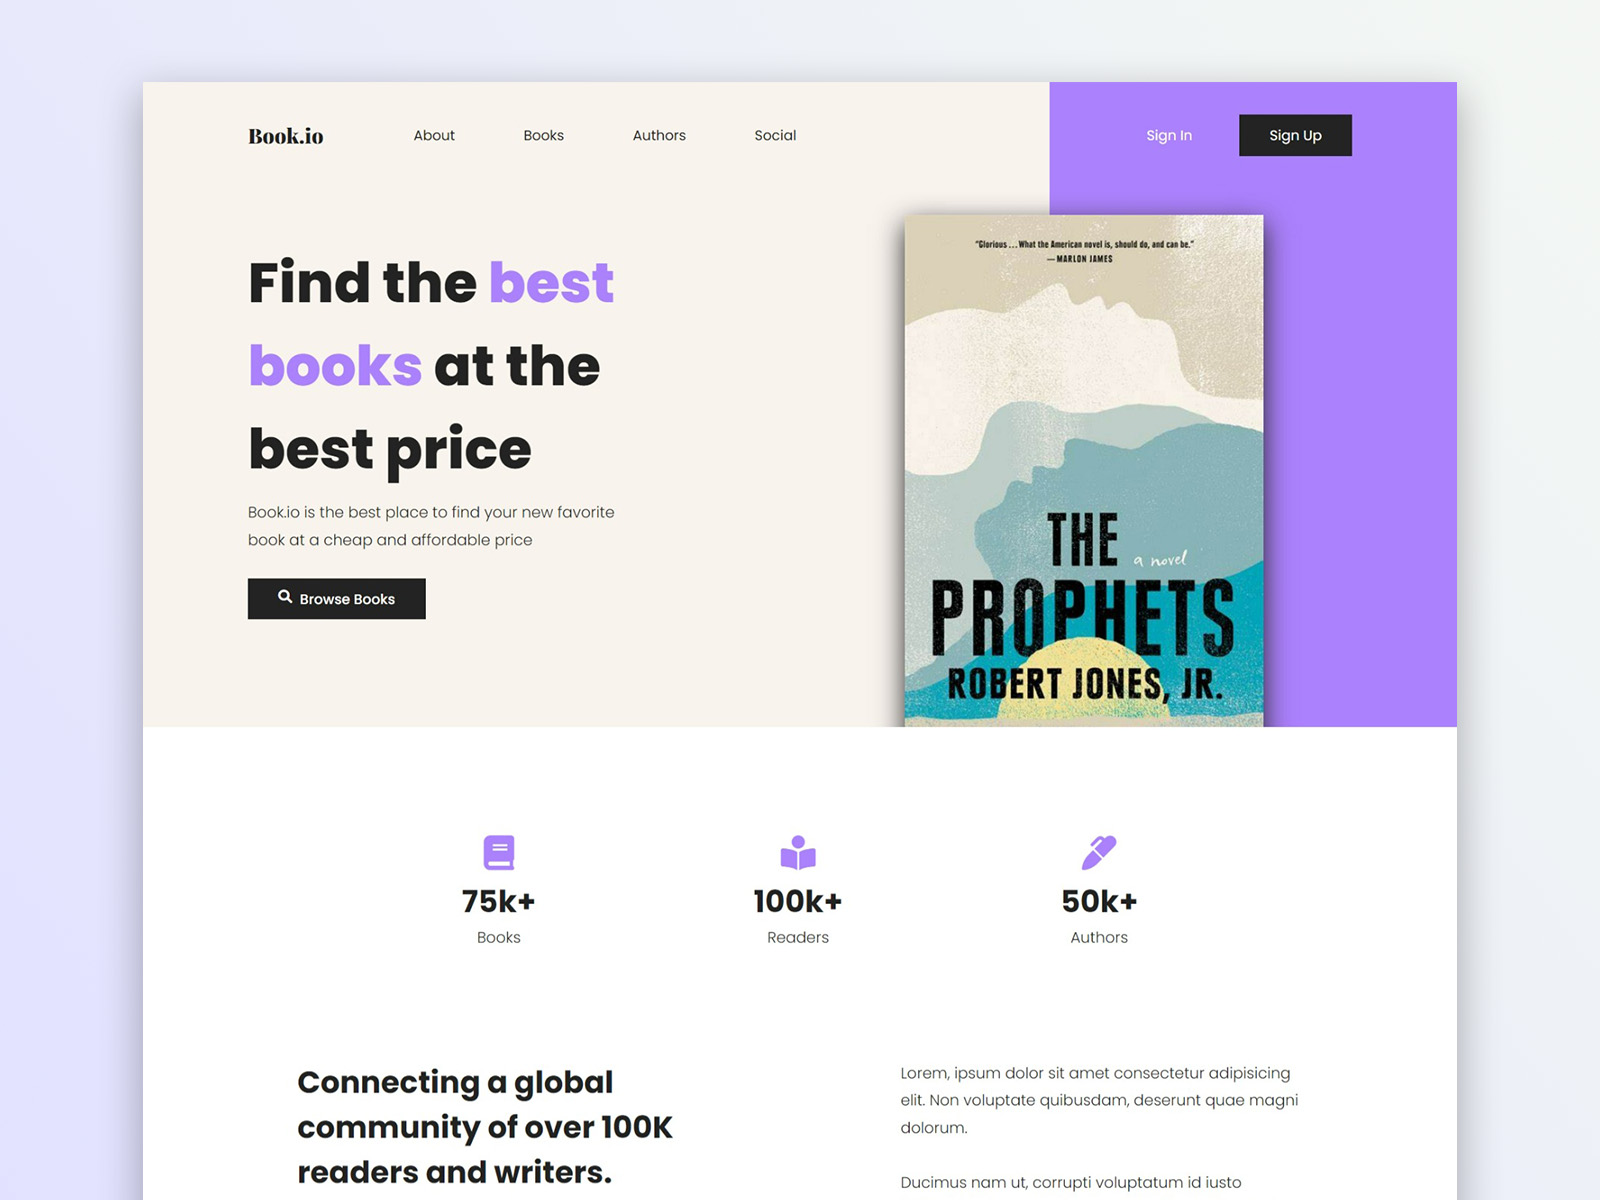 Book.io
About
Books
Authors
Social
Sign In
Sign Up
Find the best
books at the
best price
Book.io is the best place to find your new favorite
book at a cheap and affordable price
Browse Books
“Glorious...What the American novel is, should do, and can be.”
—MARLON JAMES
THE
a novel
PROPHETS
ROBERT JONES, JR.
75k+
Books
100k+
Readers
50k+
Authors
Connecting a global
community of over 100K
readers and writers.
Lorem, ipsum dolor sit amet consectetur adipisicing
elit. Non voluptate quibusdam, deserunt quae magni
dolorum.
Ducimus nam ut, corrupti voluptatum id iusto